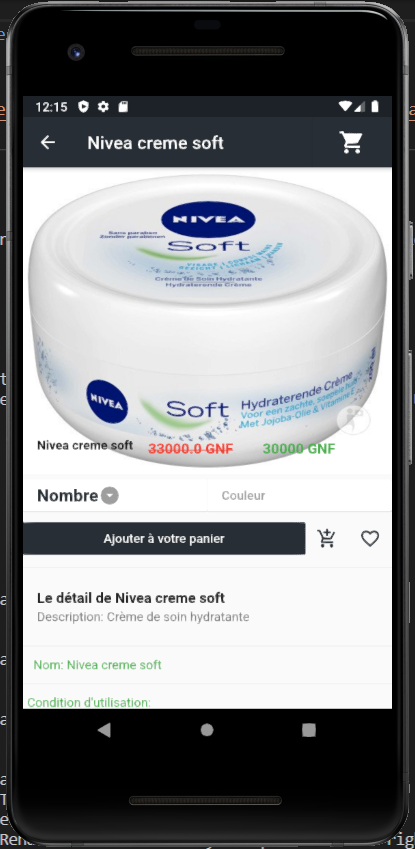 12:15
Nivea creme soft
NIVEA
Sans paraben
Zonder parabenen
Soft
VISAGE | CORPS
Crème De Soin Hydratante
Hydraterende Crème
NIVEA
Soft
Hydraterende Crème
Voor een zachte, soepele huid
Met Jojoba-Olie & Vitamine E
Nivea creme soft
33000.0 GNF
30000 GNF
Nombre
Couleur
Ajouter à votre panier
Le détail de Nivea creme soft
Description: Crème de soin hydratante
Nom: Nivea creme soft
Condition d'utilisation: